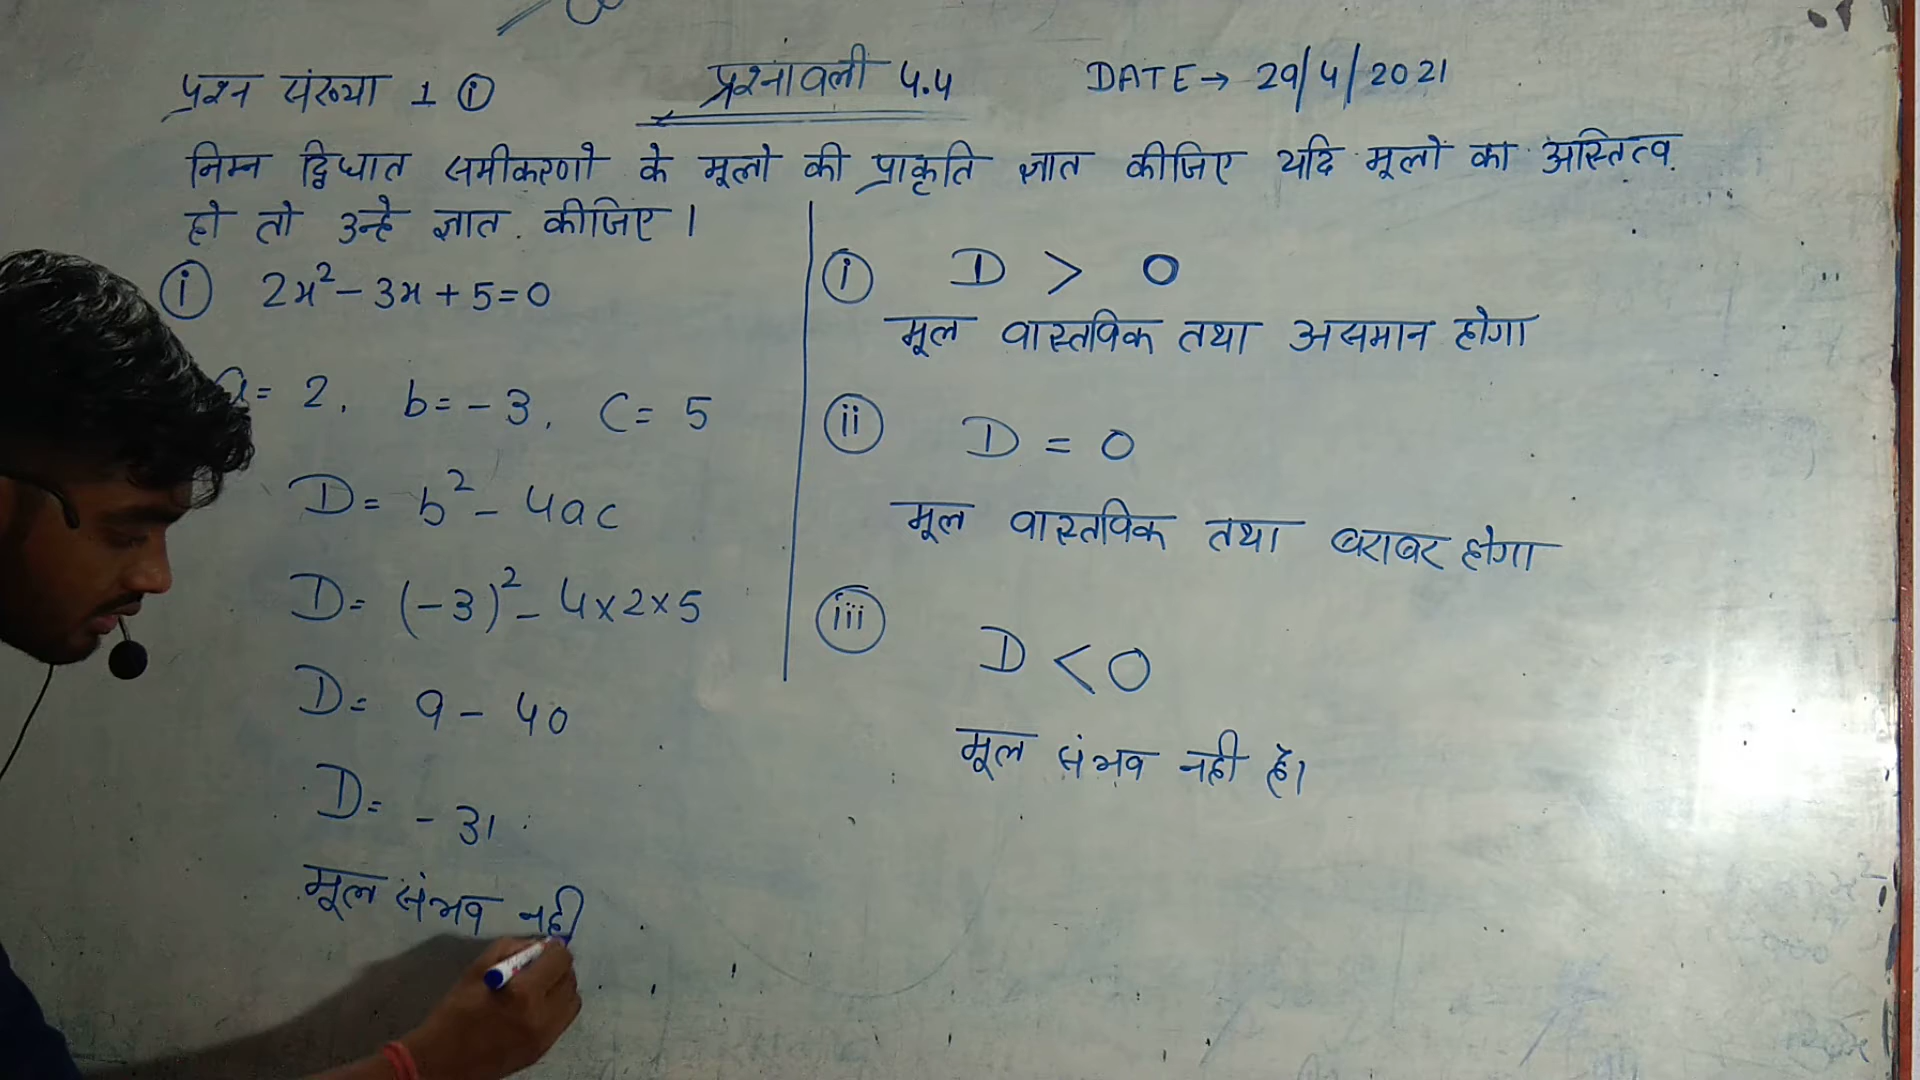 प्रश्न संख्या 1 (i)
प्रश्नावली 4.4
DATE → 29/4/2021
निम्न द्विघात समीकरणो के मूलो की प्राकृति ज्ञात कीजिए यदि मूलो का अस्तित्व
हो तो उन्हे ज्ञात कीजिए।
(i) 2x² - 3x + 5 = 0
a = 2, b = -3, c = 5
D = b² - 4ac
D = (-3)² - 4×2×5
D = 9 - 40
D = -31
मूल संभव नही
(i) D > 0
मूल वास्तविक तथा असमान होगा
(ii) D = 0
मूल वास्तविक तथा बराबर होगा
(iii)
D < 0
मूल संभव नही है।